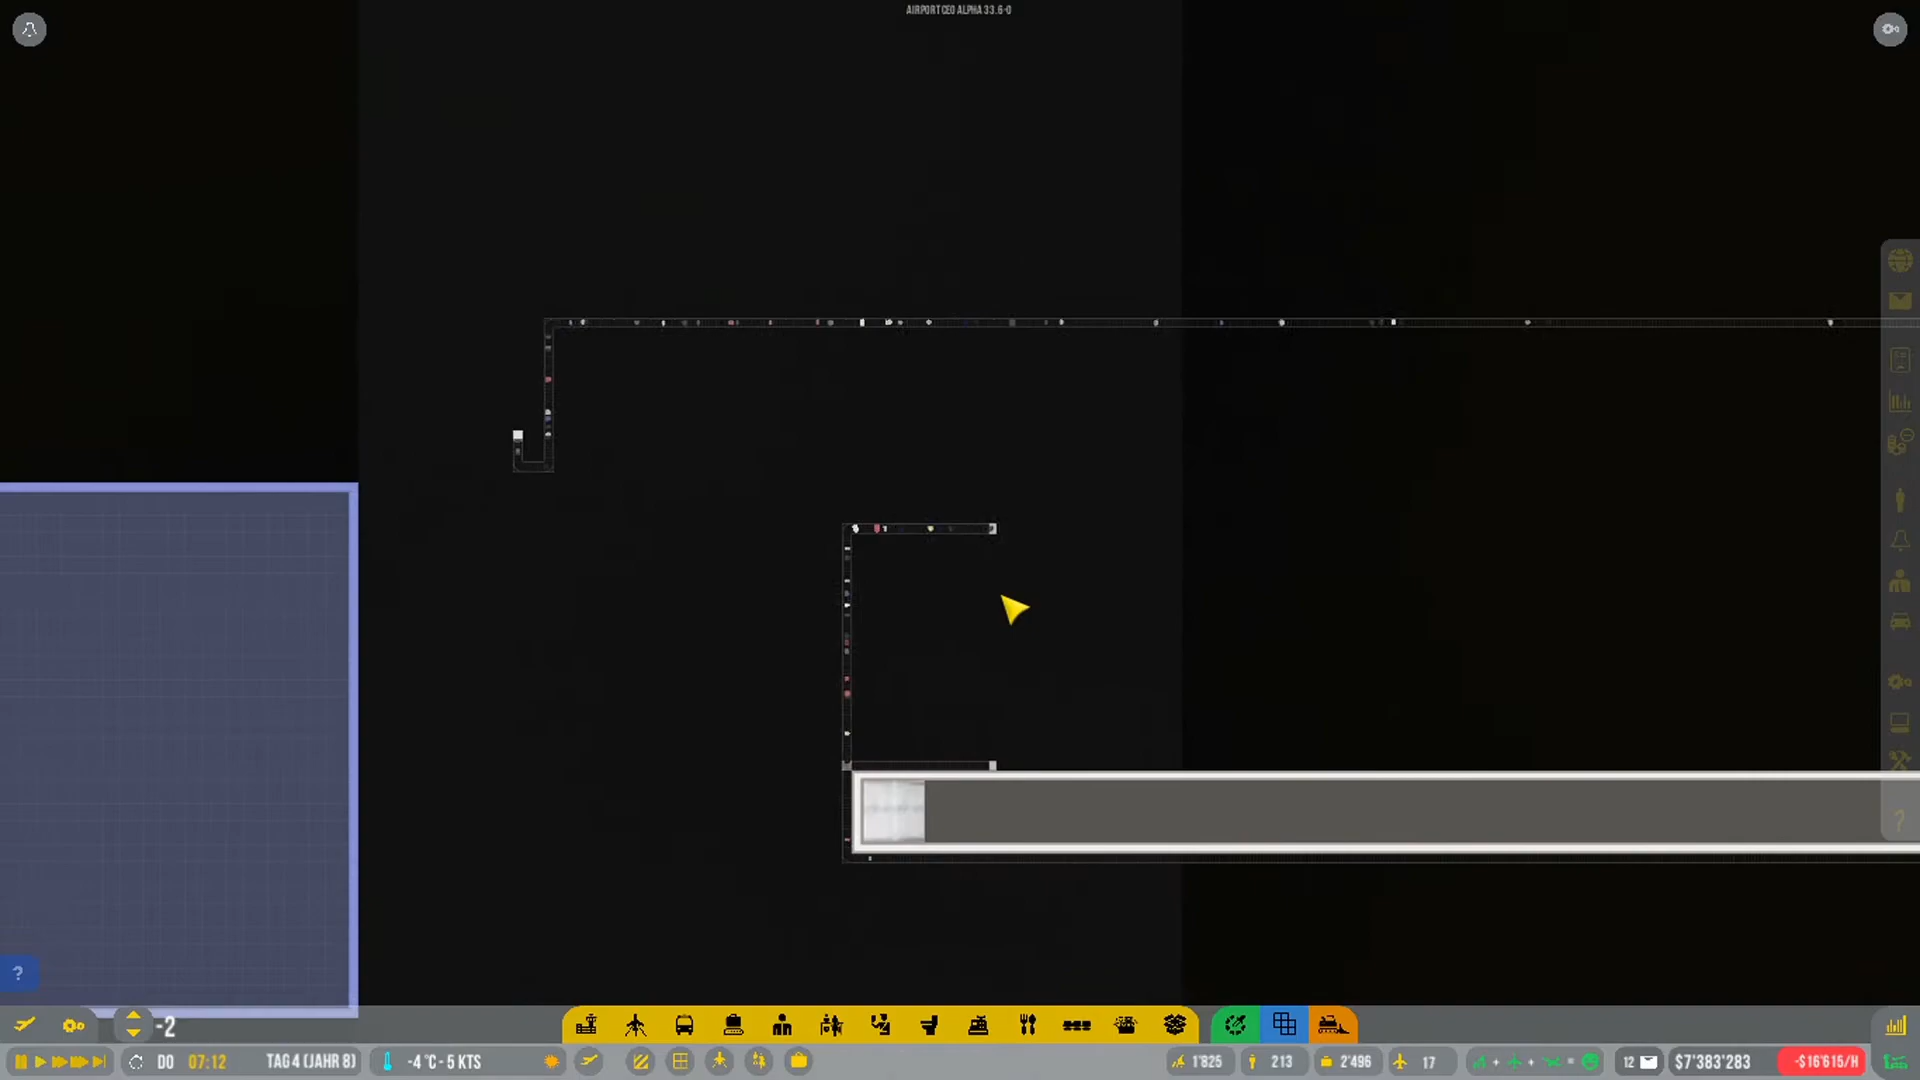 AIRPORT CEO ALPHA 33.6-0
?
?
-2
DO 07:12 TAG 4 (JAHR 8) -4 °C - 5 KTS 1'825 213 2'496 17 + + = 12 $7'383'283 -$16'615/H